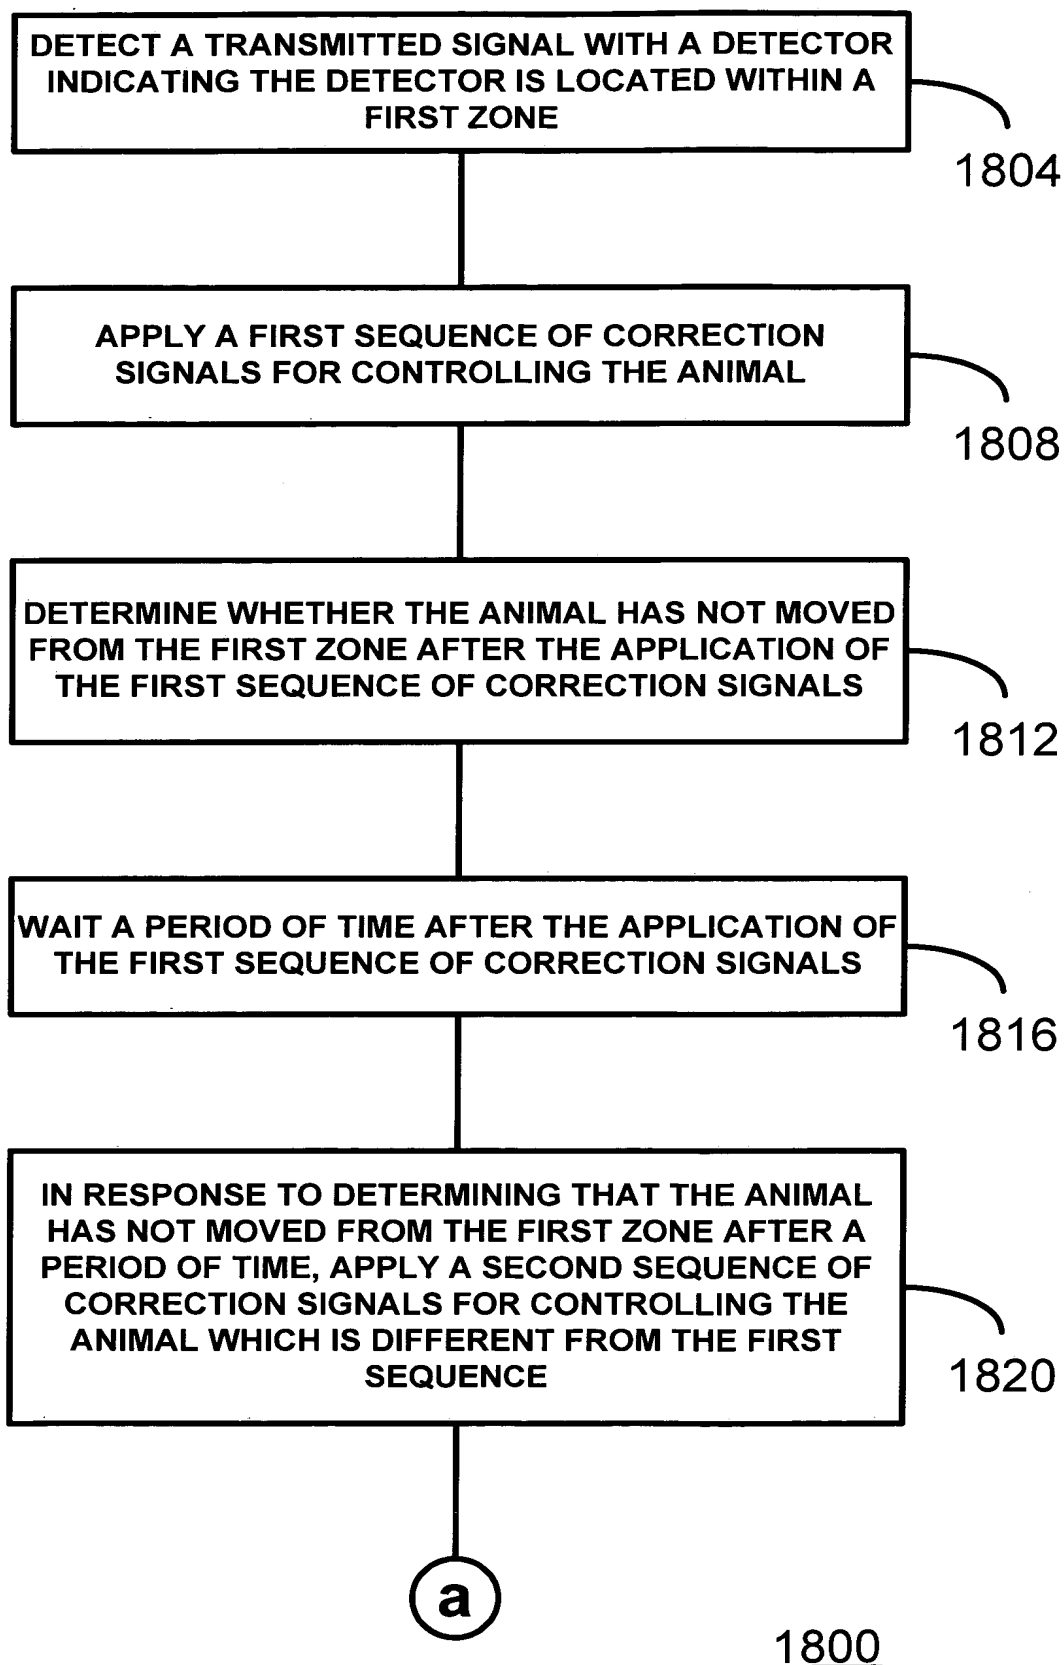 DETECT A TRANSMITTED SIGNAL WITH A DETECTOR
INDICATING THE DETECTOR IS LOCATED WITHIN A
FIRST ZONE
1804
APPLY A FIRST SEQUENCE OF CORRECTION
SIGNALS FOR CONTROLLING THE ANIMAL
1808
DETERMINE WHETHER THE ANIMAL HAS NOT MOVED
FROM THE FIRST ZONE AFTER THE APPLICATION OF
THE FIRST SEQUENCE OF CORRECTION SIGNALS
1812
WAIT A PERIOD OF TIME AFTER THE APPLICATION OF
THE FIRST SEQUENCE OF CORRECTION SIGNALS
1816
IN RESPONSE TO DETERMINING THAT THE ANIMAL
HAS NOT MOVED FROM THE FIRST ZONE AFTER A
PERIOD OF TIME, APPLY A SECOND SEQUENCE OF
CORRECTION SIGNALS FOR CONTROLLING THE
ANIMAL WHICH IS DIFFERENT FROM THE FIRST
SEQUENCE
1820
a
1800